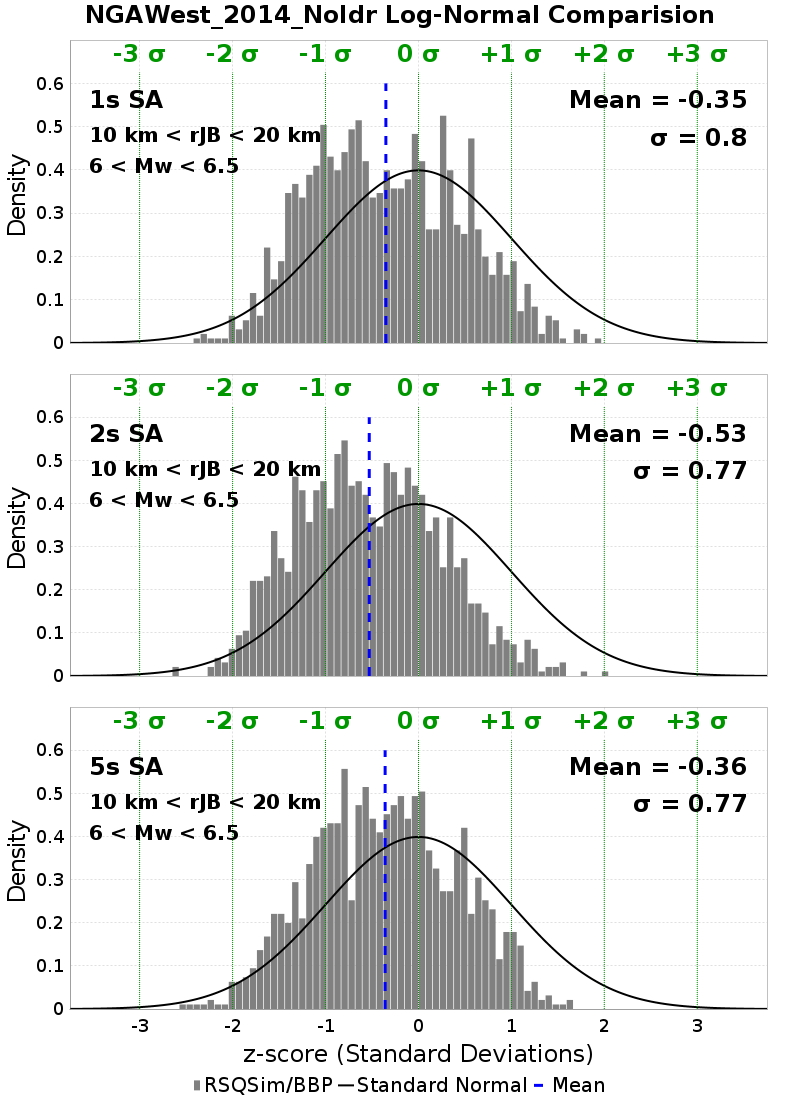 NGAWest_2014_NoIdr Log-Normal Comparision
-3 σ -2 σ -1 σ 0 σ +1 σ +2 σ +3 σ
0.6
1s SA Mean = -0.35
0.5 10 km < rJB < 20 km σ = 0.8
0.4 6 < Mw < 6.5
Density
0.3
0.2
0.1
0
-3 σ -2 σ -1 σ 0 σ +1 σ +2 σ +3 σ
0.6
2s SA Mean = -0.53
0.5 10 km < rJB < 20 km σ = 0.77
0.4 6 < Mw < 6.5
Density
0.3
0.2
0.1
0
-3 σ -2 σ -1 σ 0 σ +1 σ +2 σ +3 σ
0.6
5s SA Mean = -0.36
0.5 10 km < rJB < 20 km σ = 0.77
0.4 6 < Mw < 6.5
Density
0.3
0.2
0.1
0
-3 -2 -1 0 1 2 3
z-score (Standard Deviations)
RSQSim/BBP Standard Normal Mean